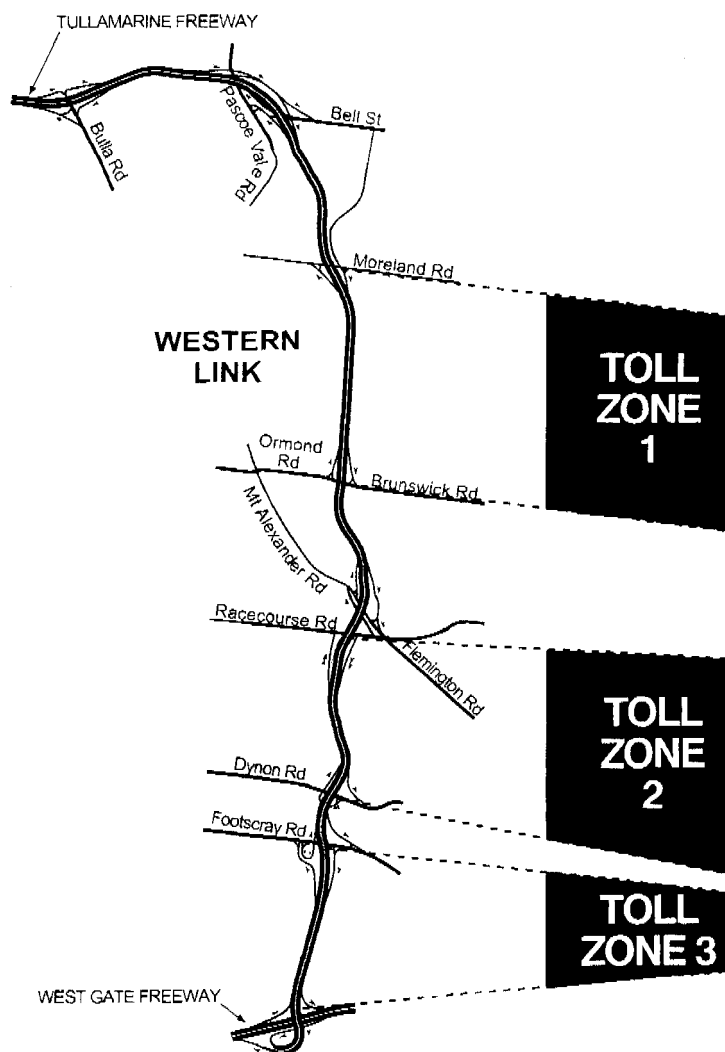 TULLAMARINE FREEWAY
Bulla Rd
Pascoe Vale Rd
Bell St
Moreland Rd
WESTERN
LINK
TOLL
ZONE
1
Ormond
Rd
Brunswick Rd
Mt Alexander Rd
Racecourse Rd
Flemington Rd
TOLL
ZONE
2
Dynon Rd
Footscray Rd
TOLL
ZONE 3
WEST GATE FREEWAY